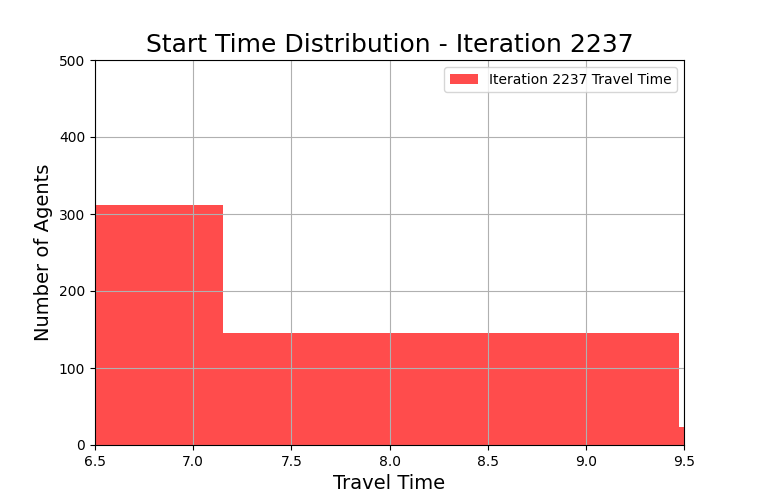 Start Time Distribution - Iteration 2237
Iteration 2237 Travel Time
Number of Agents
500
400
300
200
100
0
6.5 7.0 7.5 8.0 8.5 9.0 9.5
Travel Time